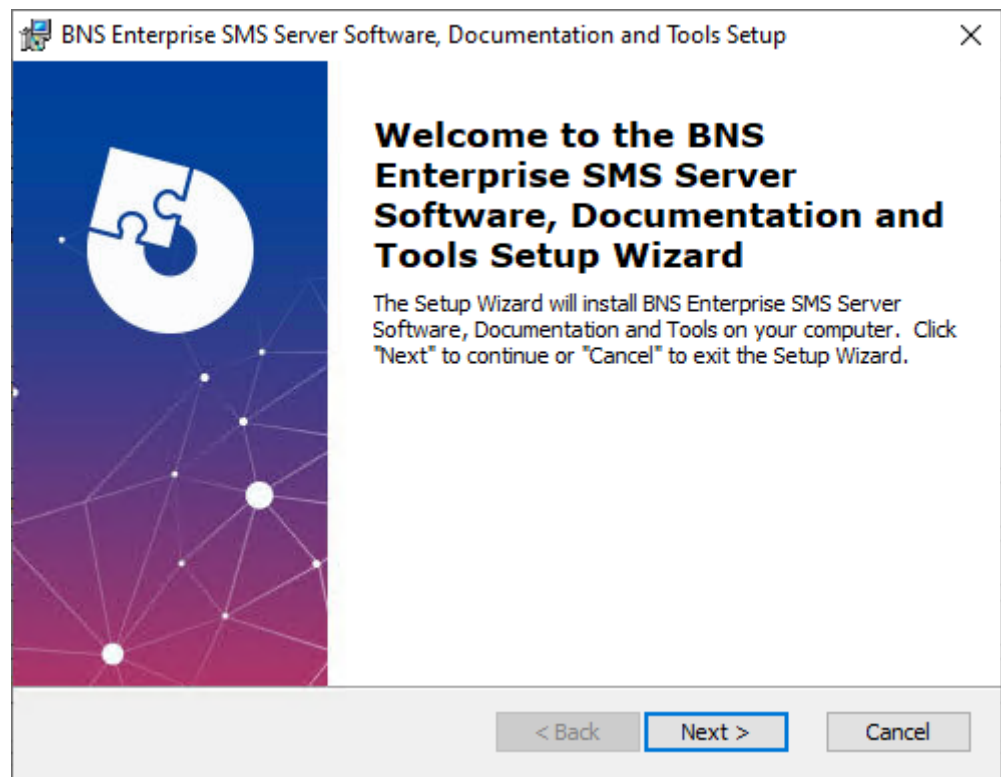 BNS Enterprise SMS Server Software, Documentation and Tools Setup
Welcome to the BNS
Enterprise SMS Server
Software, Documentation and
Tools Setup Wizard
The Setup Wizard will install BNS Enterprise SMS Server
Software, Documentation and Tools on your computer.  Click
"Next" to continue or "Cancel" to exit the Setup Wizard.
< Back
Next >
Cancel